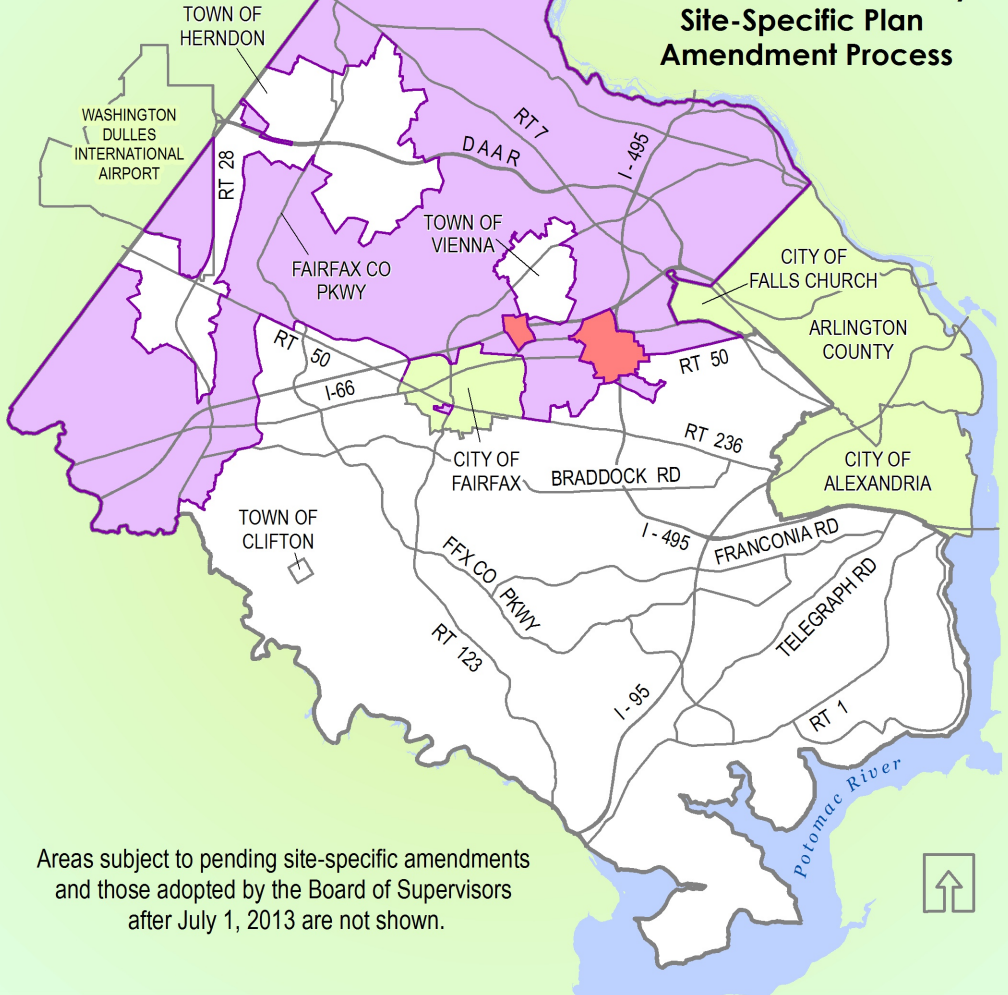 Site-Specific Plan
Amendment Process
TOWN OF
HERNDON
WASHINGTON
DULLES
INTERNATIONAL
AIRPORT
RT 28
RT 7
DAAR
I - 495
TOWN OF
VIENNA
FAIRFAX CO
PKWY
CITY OF
FALLS CHURCH
ARLINGTON
COUNTY
RT 50
RT 50
I-66
RT 236
CITY OF
FAIRFAX
BRADDOCK RD
CITY OF
ALEXANDRIA
TOWN OF
CLIFTON
I - 495
FRANCONIA RD
FFX CO PKWY
TELEGRAPH RD
RT 123
I - 95
RT 1
Potomac River
Areas subject to pending site-specific amendments
and those adopted by the Board of Supervisors
after July 1, 2013 are not shown.